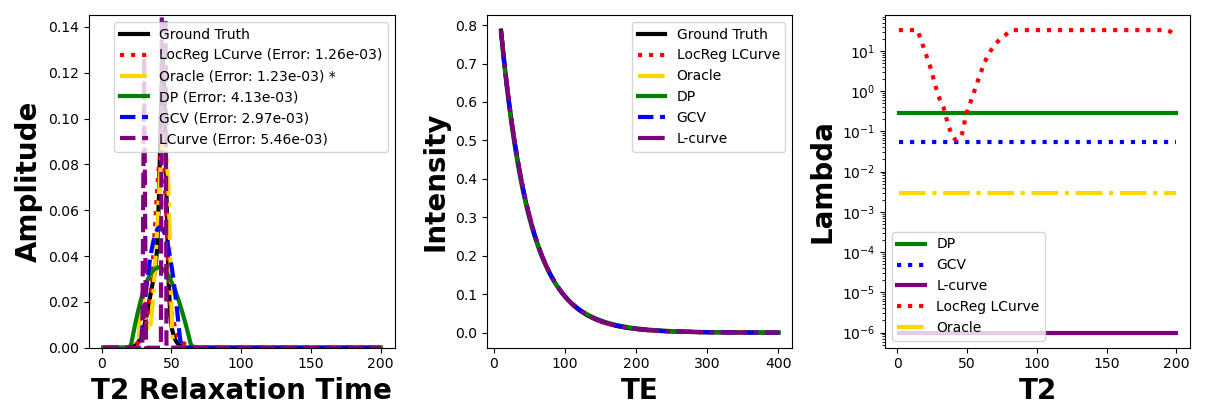 0.14
0.12
0.10
0.08
0.06
0.04
0.02
0.00
Amplitude
Ground Truth
LocReg LCurve (Error: 1.26e-03)
Oracle (Error: 1.23e-03) *
DP (Error: 4.13e-03)
GCV (Error: 2.97e-03)
LCurve (Error: 5.46e-03)
0 50 100 150 200
T2 Relaxation Time
0.8
0.7
0.6
0.5
0.4
0.3
0.2
0.1
0.0
Intensity
Ground Truth
LocReg LCurve
Oracle
DP
GCV
L-curve
0 100 200 300 400
TE
10^1
10^0
10^-1
10^-2
10^-3
10^-4
10^-5
10^-6
Lambda
DP
GCV
L-curve
LocReg LCurve
Oracle
0 50 100 150 200
T2